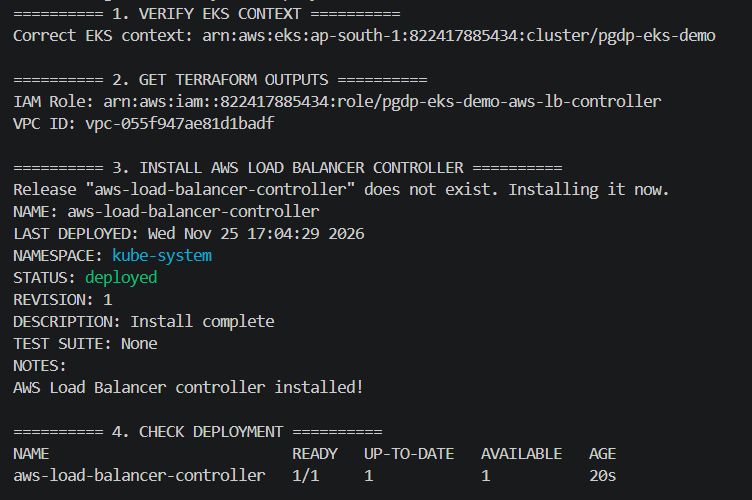 ========== 1. VERIFY EKS CONTEXT ==========
Correct EKS context: arn:aws:eks:ap-south-1:822417885434:cluster/pgdp-eks-demo
========== 2. GET TERRAFORM OUTPUTS ==========
IAM Role: arn:aws:iam::822417885434:role/pgdp-eks-demo-aws-lb-controller
VPC ID: vpc-055f947ae81d1badf
========== 3. INSTALL AWS LOAD BALANCER CONTROLLER ==========
Release "aws-load-balancer-controller" does not exist. Installing it now.
NAME: aws-load-balancer-controller
LAST DEPLOYED: Wed Nov 25 17:04:29 2026
NAMESPACE: kube-system
STATUS: deployed
REVISION: 1
DESCRIPTION: Install complete
TEST SUITE: None
NOTES:
AWS Load Balancer controller installed!
========== 4. CHECK DEPLOYMENT ==========
NAME READY UP-TO-DATE AVAILABLE AGE
aws-load-balancer-controller 1/1 1 1 20s